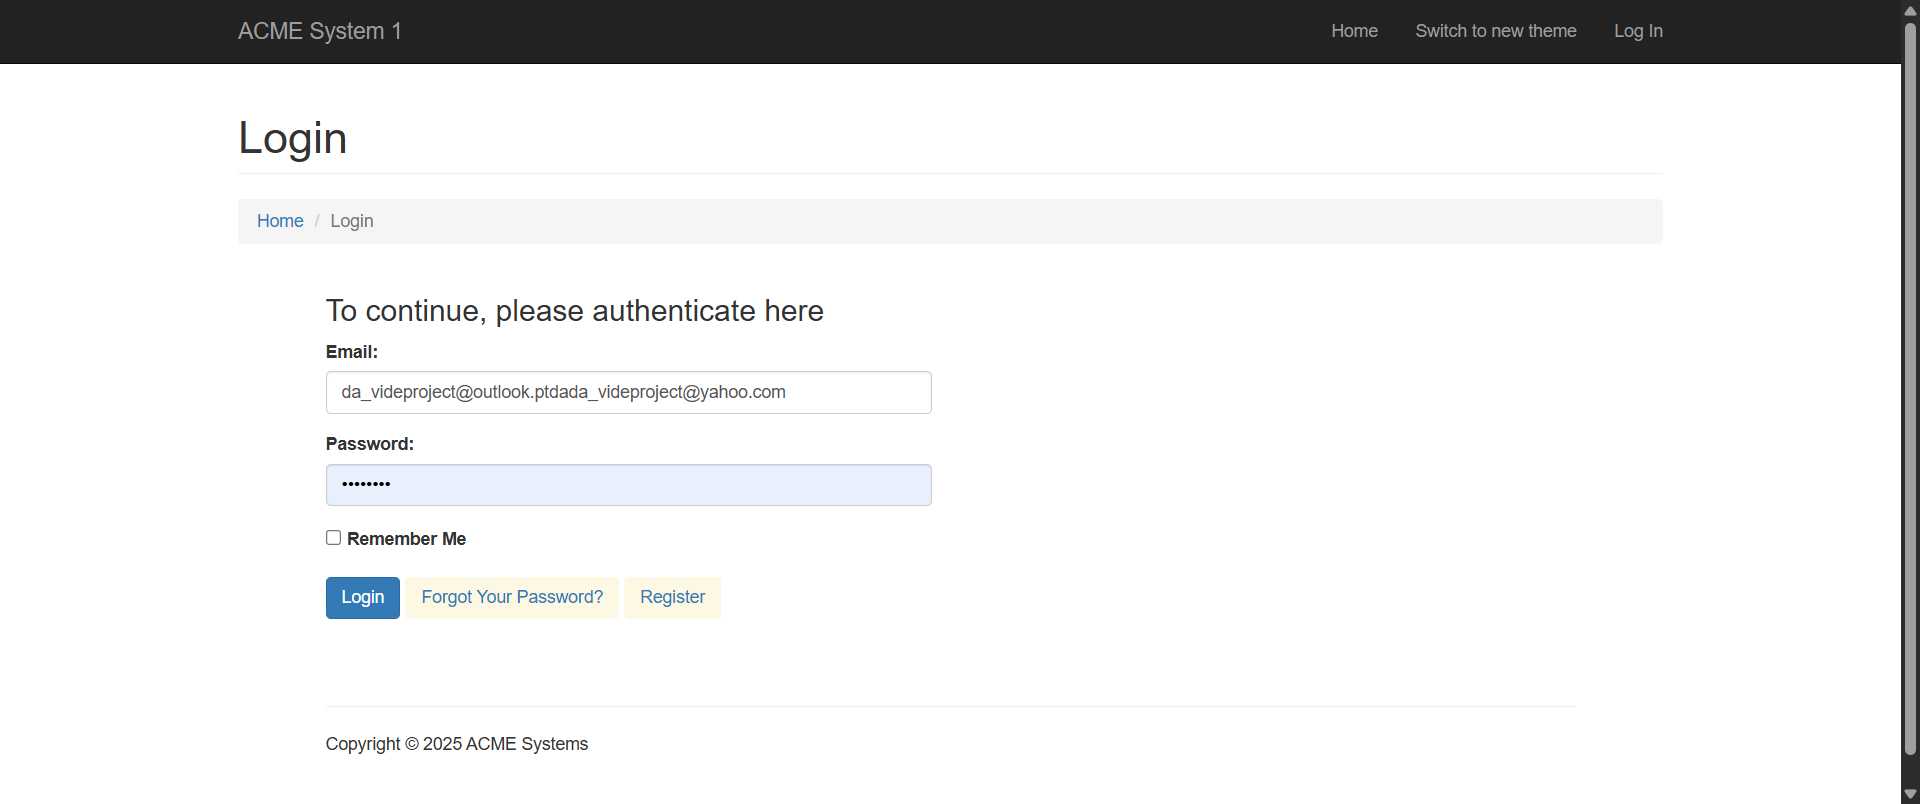 ACME System 1 Home Switch to new theme Log In
Login
Home / Login
To continue, please authenticate here
Email:
da_videproject@outlook.ptdada_videproject@yahoo.com
Password:
••••••••
Remember Me
Login Forgot Your Password? Register
Copyright © 2025 ACME Systems